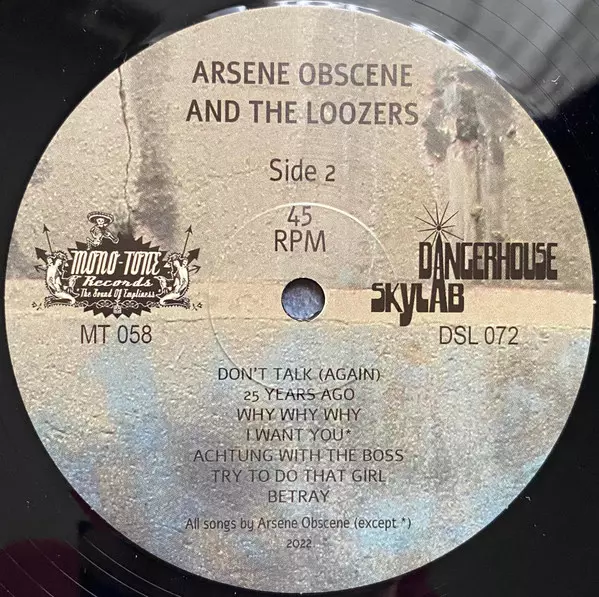 ARSENE OBSCENE
AND THE LOOZERS
Side 2
45
RPM
MONO-TONE
Records
The Sound Of Emptiness
MT 058
DANGERHOUSE
SKYLAB
DSL 072
DON'T TALK (AGAIN)
25 YEARS AGO
WHY WHY WHY
I WANT YOU*
ACHTUNG WITH THE BOSS
TRY TO DO THAT GIRL
BETRAY
All songs by Arsene Obscene (except *)
2022